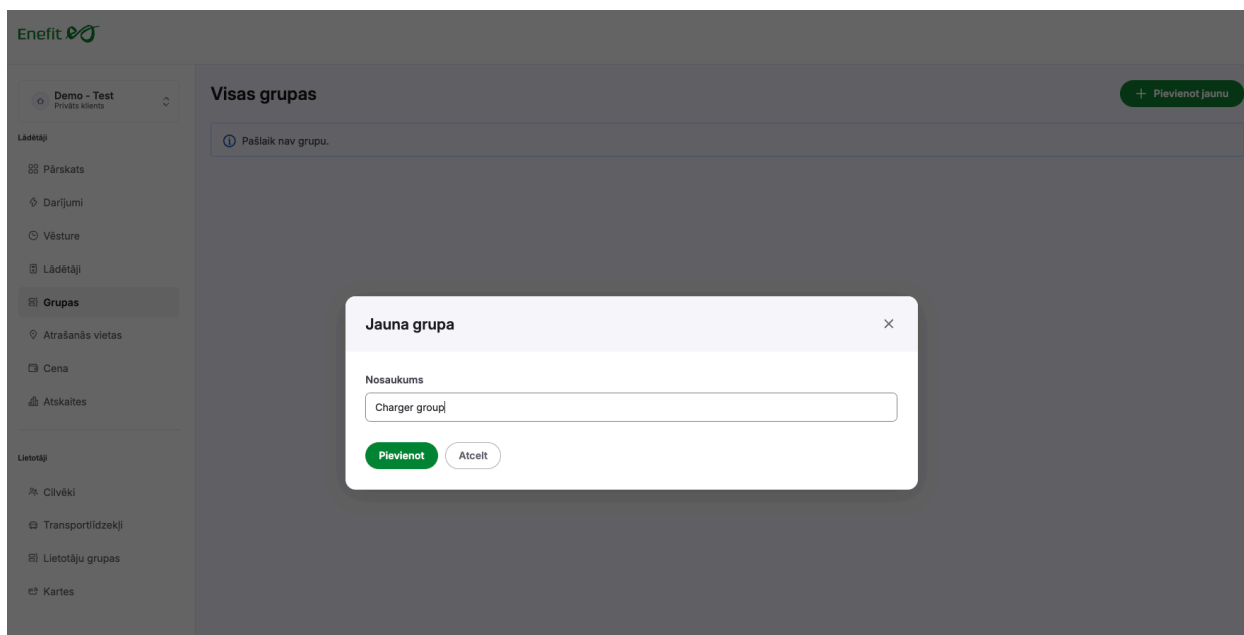 Enefit
Demo - Test
Privāts klients
Lādētāji
Pārskats
Darījumi
Vēsture
Lādētāji
Grupas
Atrašanās vietas
Cena
Atskaites
Lietotāji
Cilvēki
Transportlīdzekļi
Lietotāju grupas
Kartes
Visas grupas
+ Pievienot jaunu
Pašlaik nav grupu.
Jauna grupa
Nosaukums
Charger group
Pievienot
Atcelt